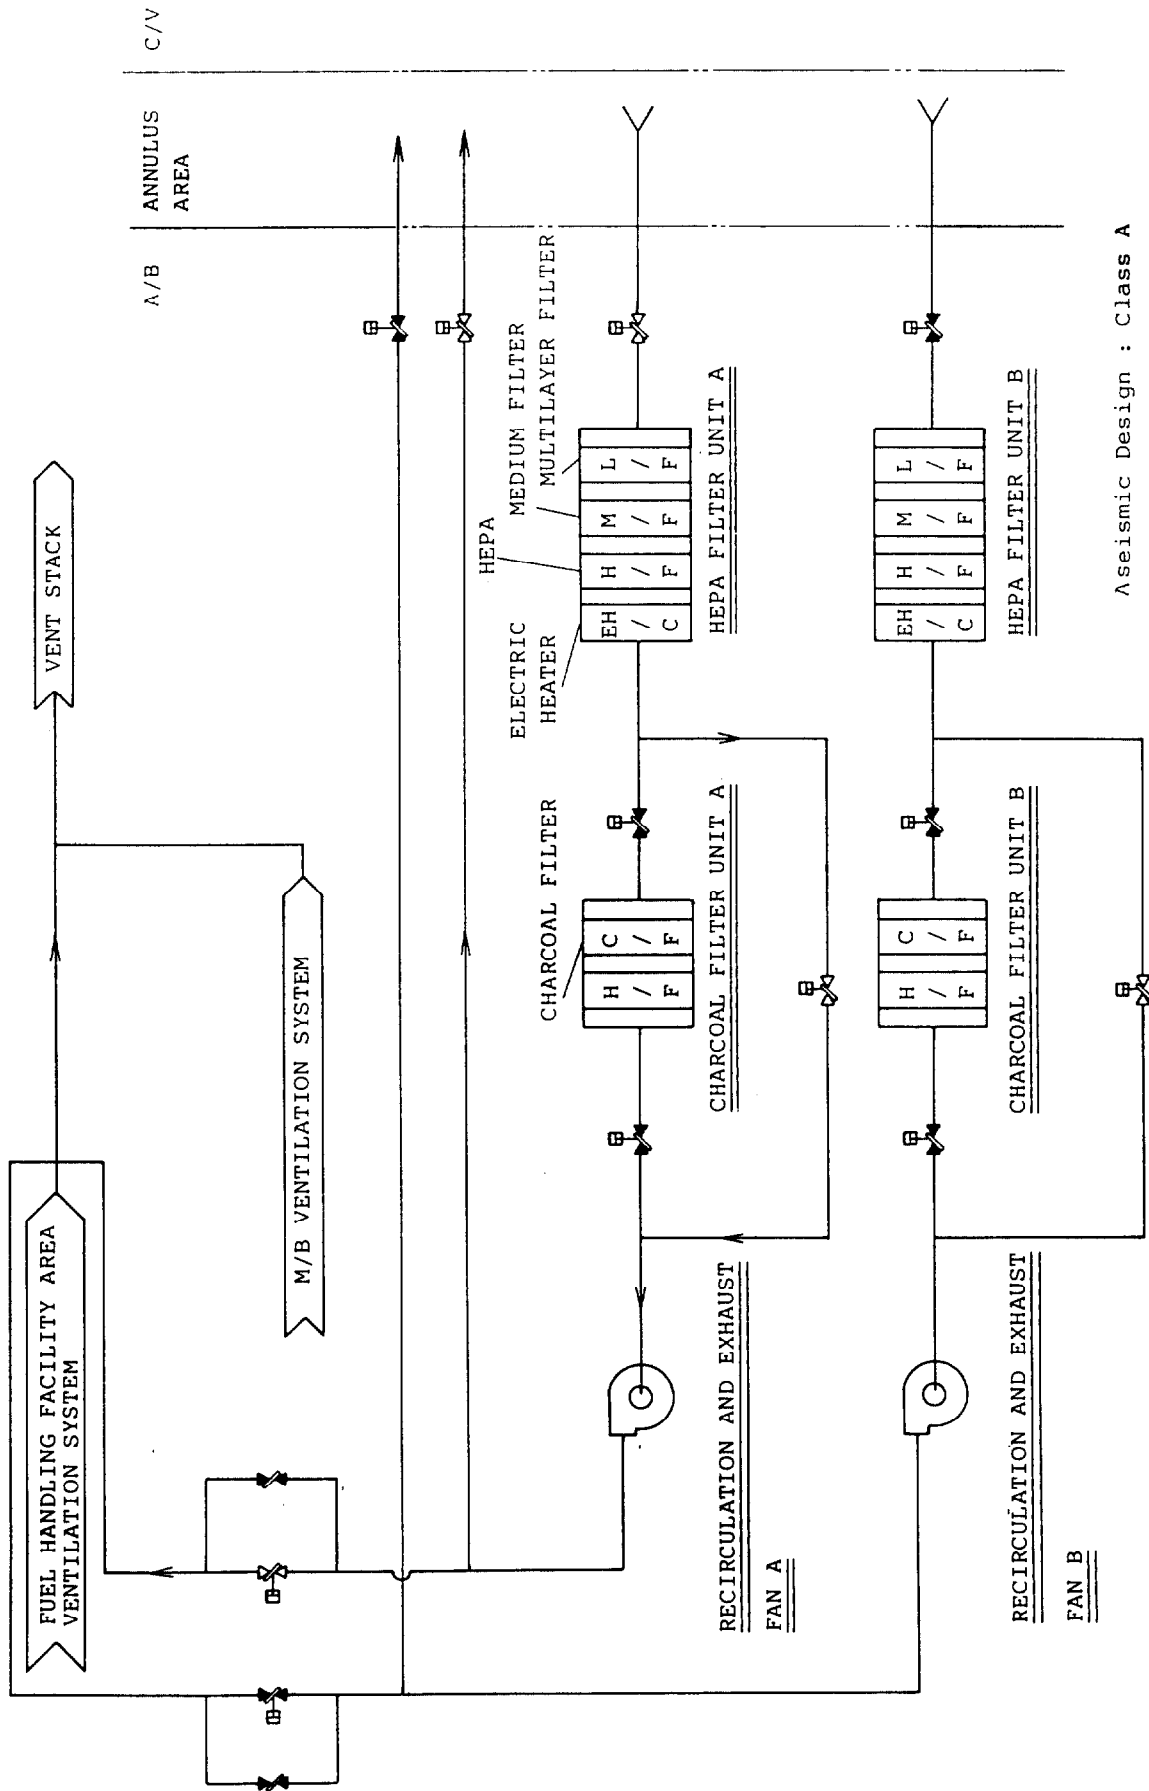 FUEL HANDLING FACILITY AREA
VENTILATION SYSTEM
VENT STACK
M/B VENTILATION SYSTEM
A/B
ANNULUS
AREA
C/V
ELECTRIC
HEATER
HEPA
MEDIUM FILTER
MULTILAYER FILTER
CHARCOAL FILTER
H/F
C/F
EH/C
H/F
M/F
L/F
RECIRCULATION AND EXHAUST
FAN A
CHARCOAL FILTER UNIT A
HEPA FILTER UNIT A
H/F
C/F
EH/C
H/F
M/F
L/F
RECIRCULATION AND EXHAUST
FAN B
CHARCOAL FILTER UNIT B
HEPA FILTER UNIT B
Aseismic Design : Class A